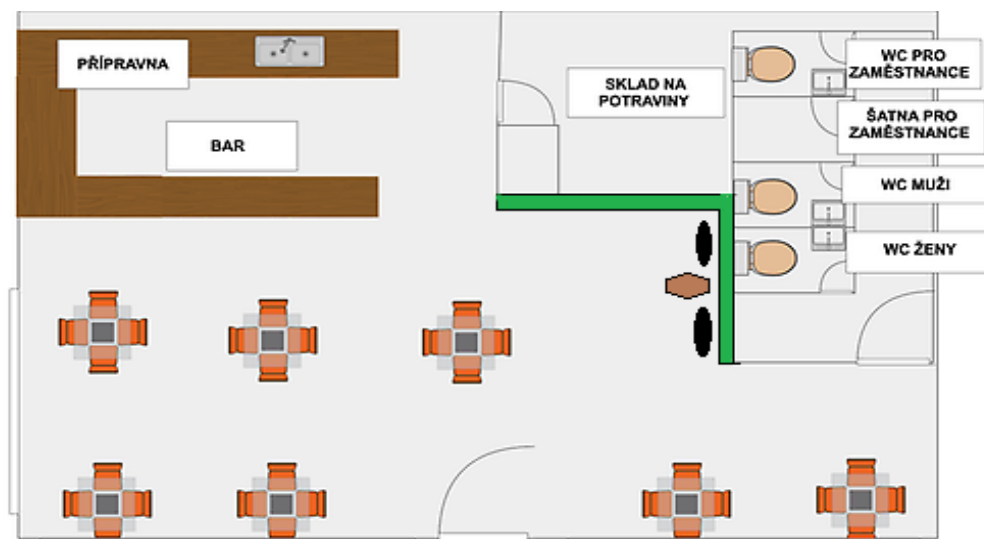 PŘÍPRAVNA
BAR
SKLAD NA
POTRAVINY
WC PRO
ZAMĚSTNANCE
ŠATNA PRO
ZAMĚSTNANCE
WC MUŽI
WC ŽENY